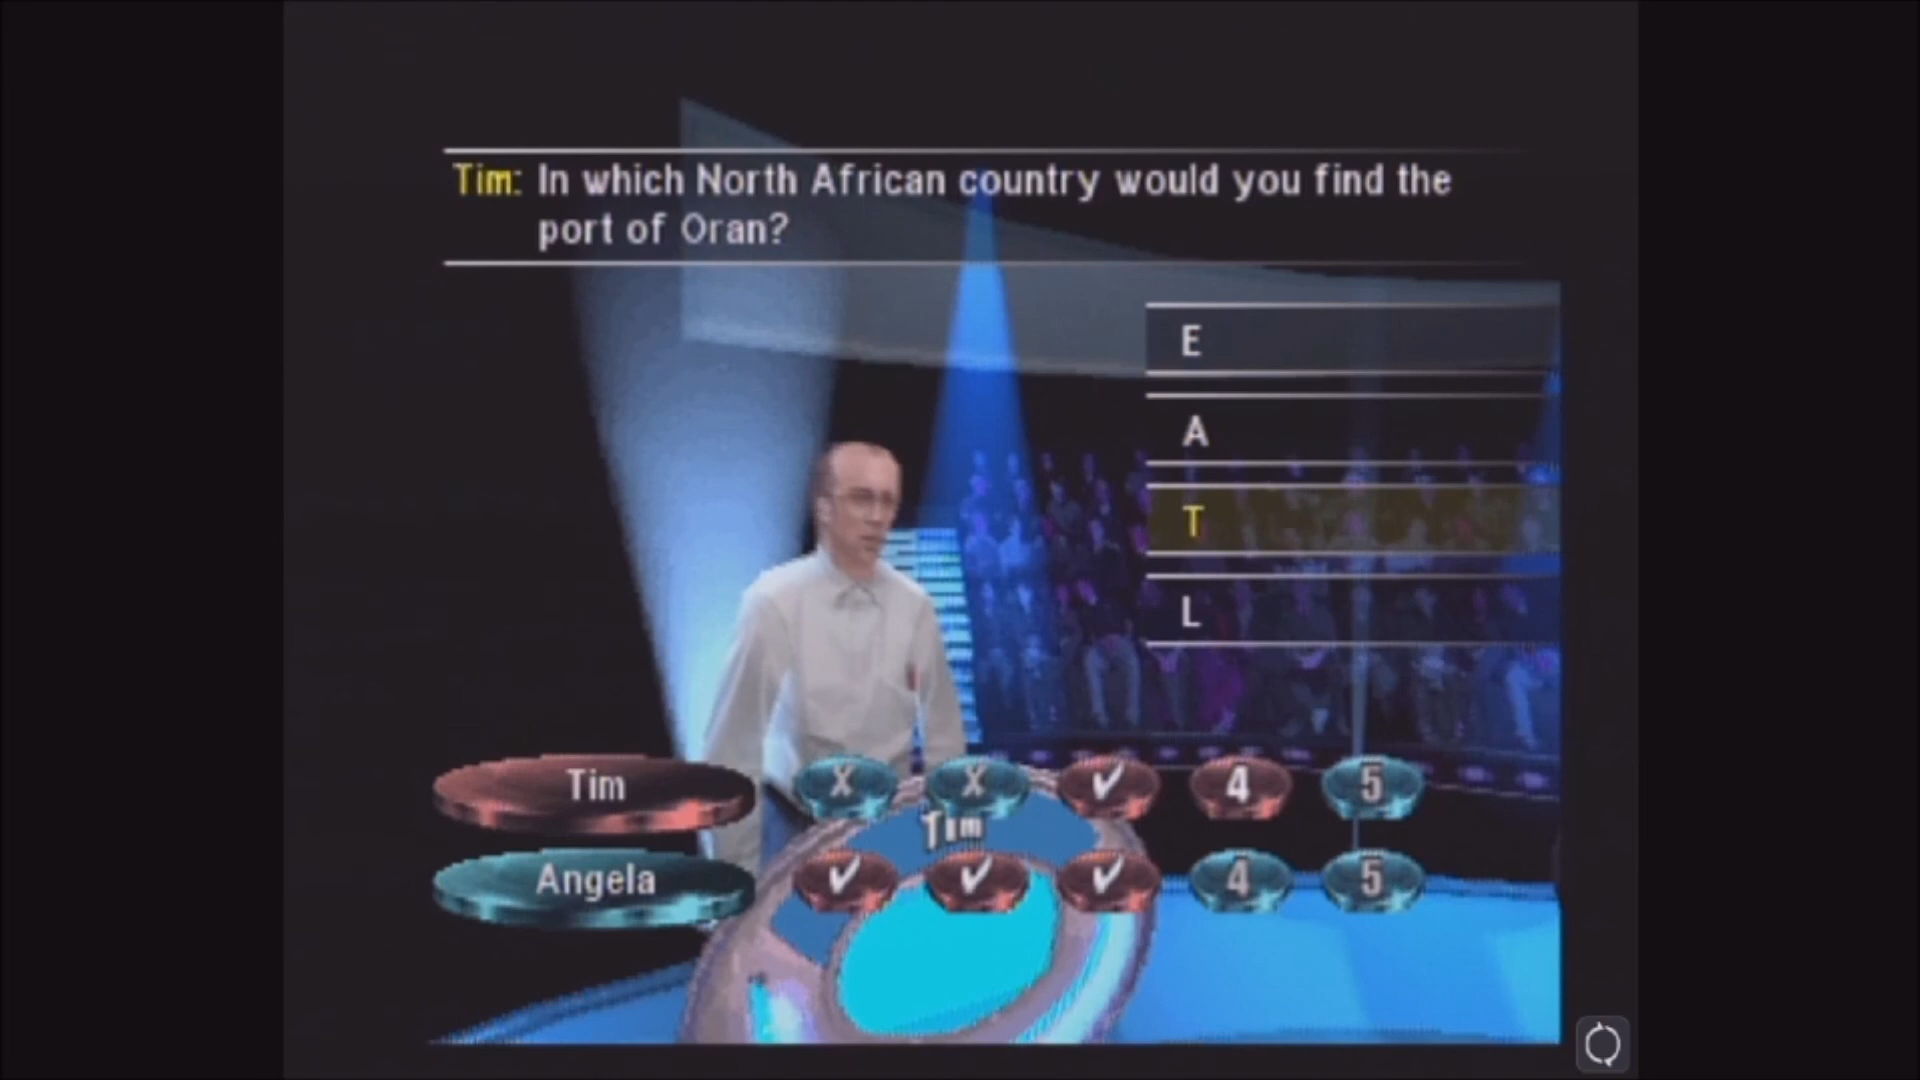 Tim: In which North African country would you find the
port of Oran?
E
A
T
L
Tim X X ✓ 4 5
Tim
Angela ✓ ✓ ✓ 4 5